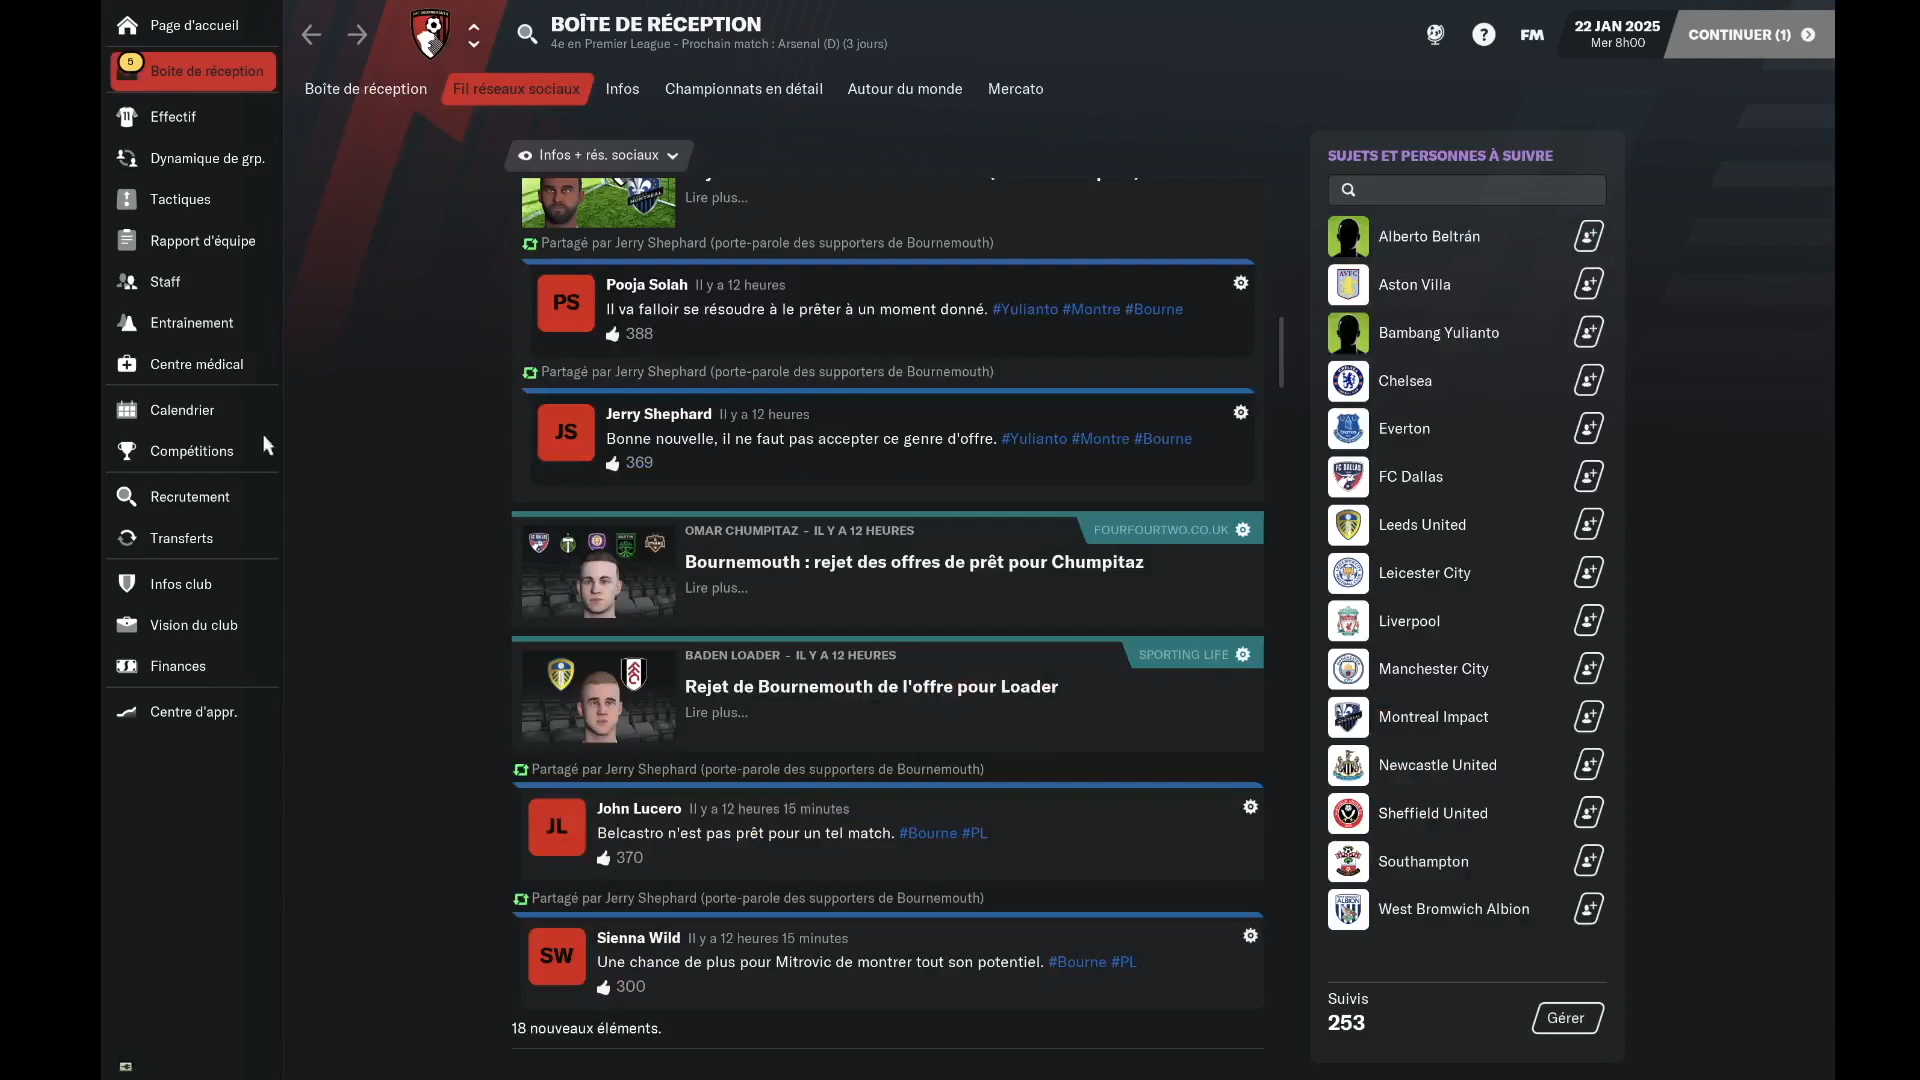 Page d'accueil
5
Boîte de réception
Effectif
Dynamique de grp.
Tactiques
Rapport d'équipe
Staff
Entraînement
Centre médical
Calendrier
Compétitions
Recrutement
Transferts
Infos club
Vision du club
Finances
Centre d'appr.
BOÎTE DE RÉCEPTION
4e en Premier League - Prochain match : Arsenal (D) (3 jours)
?
FM
22 JAN 2025
Mer 8h00
CONTINUER (1)
Boîte de réception
Fil réseaux sociaux
Infos
Championnats en détail
Autour du monde
Mercato
Infos + rés. sociaux
Lire plus...
Partagé par Jerry Shephard (porte-parole des supporters de Bournemouth)
PS
Pooja Solah Il y a 12 heures
Il va falloir se résoudre à le prêter à un moment donné. #Yulianto #Montre #Bourne
388
Partagé par Jerry Shephard (porte-parole des supporters de Bournemouth)
JS
Jerry Shephard Il y a 12 heures
Bonne nouvelle, il ne faut pas accepter ce genre d'offre. #Yulianto #Montre #Bourne
369
OMAR CHUMPITAZ - IL Y A 12 HEURES
FOURFOURTWO.CO.UK
Bournemouth : rejet des offres de prêt pour Chumpitaz
Lire plus...
BADEN LOADER - IL Y A 12 HEURES
SPORTING LIFE
Rejet de Bournemouth de l'offre pour Loader
Lire plus...
Partagé par Jerry Shephard (porte-parole des supporters de Bournemouth)
JL
John Lucero Il y a 12 heures 15 minutes
Belcastro n'est pas prêt pour un tel match. #Bourne #PL
370
Partagé par Jerry Shephard (porte-parole des supporters de Bournemouth)
SW
Sienna Wild Il y a 12 heures 15 minutes
Une chance de plus pour Mitrovic de montrer tout son potentiel. #Bourne #PL
300
18 nouveaux éléments.
SUJETS ET PERSONNES À SUIVRE
Alberto Beltrán
Aston Villa
Bambang Yulianto
Chelsea
Everton
FC Dallas
Leeds United
Leicester City
Liverpool
Manchester City
Montreal Impact
Newcastle United
Sheffield United
Southampton
West Bromwich Albion
Suivis
253
Gérer